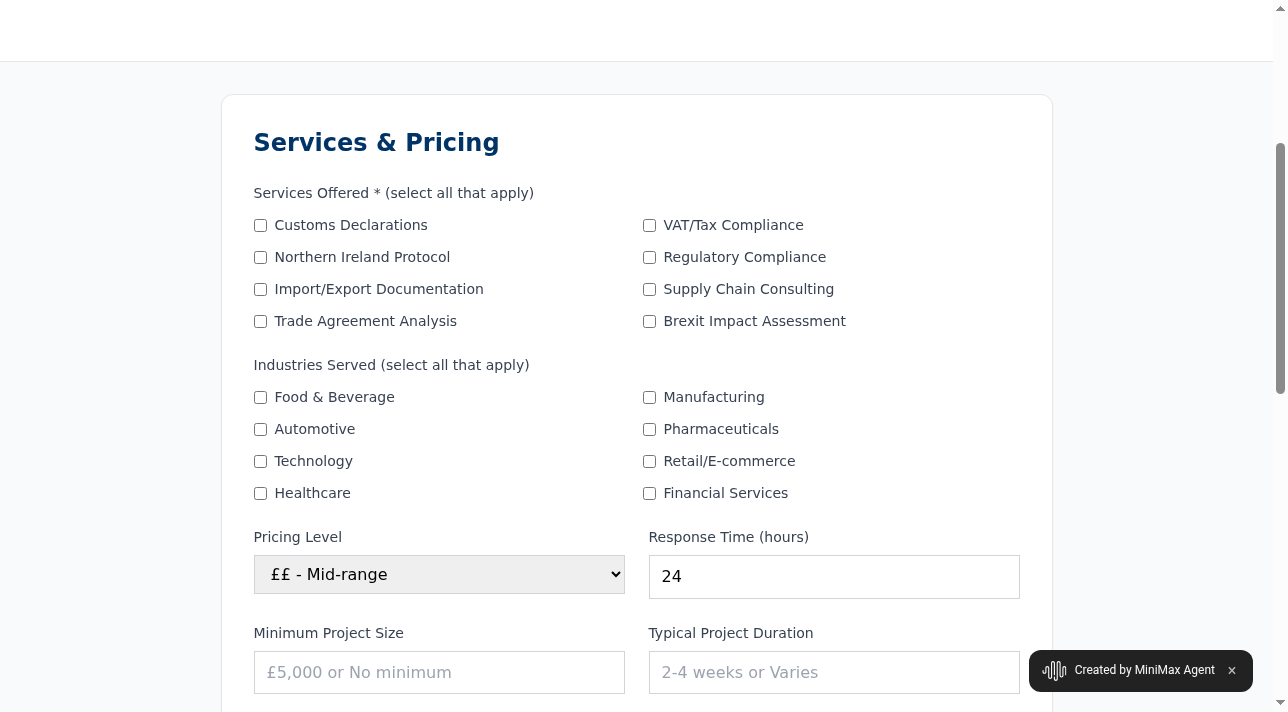 Services & Pricing
Services Offered * (select all that apply)
Customs Declarations
VAT/Tax Compliance
Northern Ireland Protocol
Regulatory Compliance
Import/Export Documentation
Supply Chain Consulting
Trade Agreement Analysis
Brexit Impact Assessment
Industries Served (select all that apply)
Food & Beverage
Manufacturing
Automotive
Pharmaceuticals
Technology
Retail/E-commerce
Healthcare
Financial Services
Pricing Level
Response Time (hours)
££ - Mid-range
24
Minimum Project Size
Typical Project Duration
£5,000 or No minimum
2-4 weeks or Varies
Created by MiniMax Agent ×